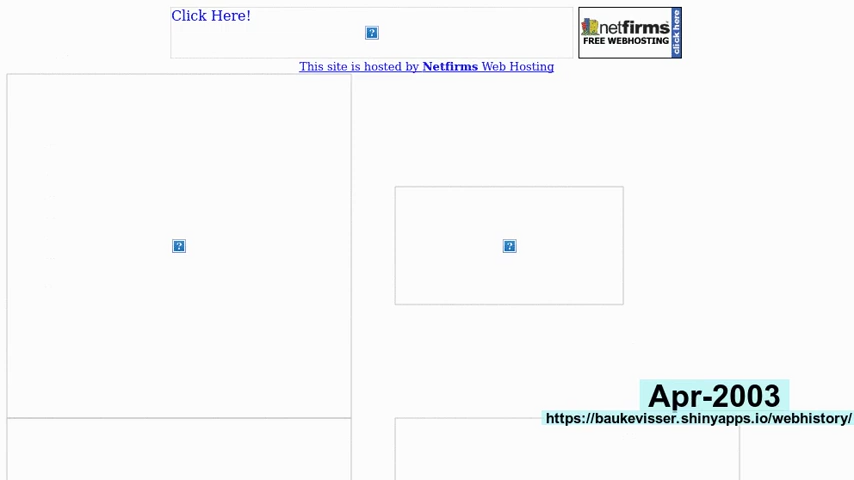 Click Here!
netfirms
FREE WEBHOSTING
click here
This site is hosted by Netfirms Web Hosting
Apr-2003
https://baukevisser.shinyapps.io/webhistory/